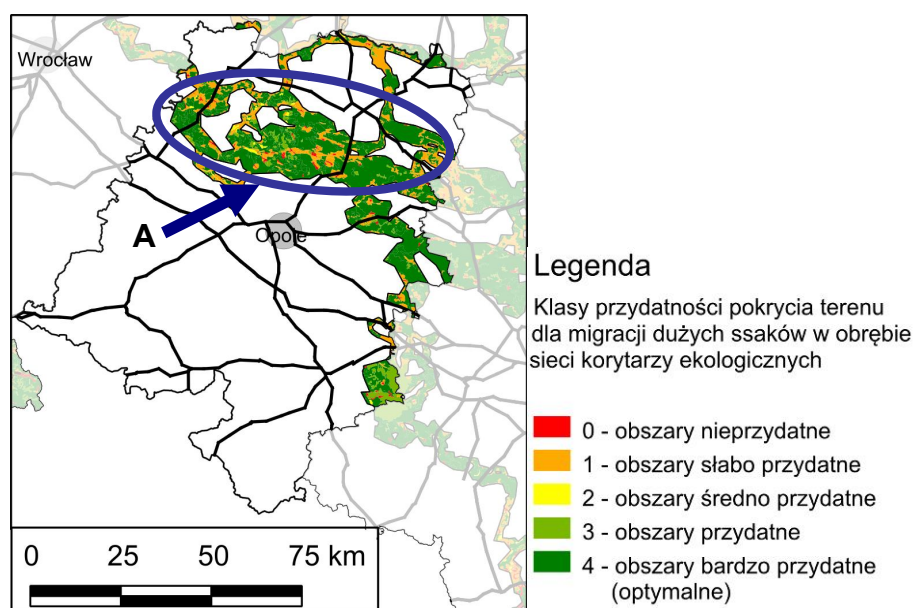 Wrocław
A
Opole
0 25 50 75 km
Legenda
Klasy przydatności pokrycia terenu
dla migracji dużych ssaków w obrębie
sieci korytarzy ekologicznych
0 - obszary nieprzydatne
1 - obszary słabo przydatne
2 - obszary średno przydatne
3 - obszary przydatne
4 - obszary bardzo przydatne
(optymalne)